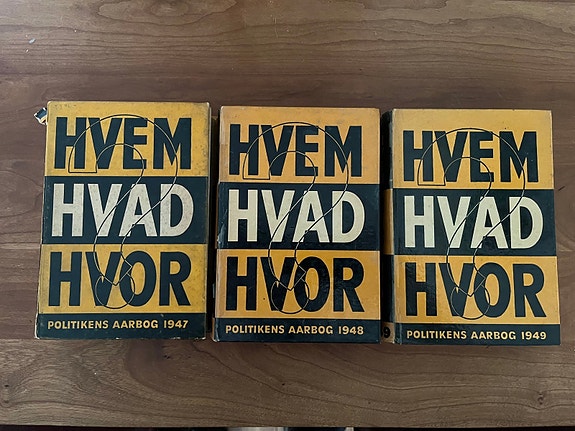 HVEM
HVAD
HVOR
POLITIKENS AARBOG 1947
HVEM
HVAD
HVOR
POLITIKENS AARBOG 1948
HVEM
HVAD
HVOR
POLITIKENS AARBOG 1949